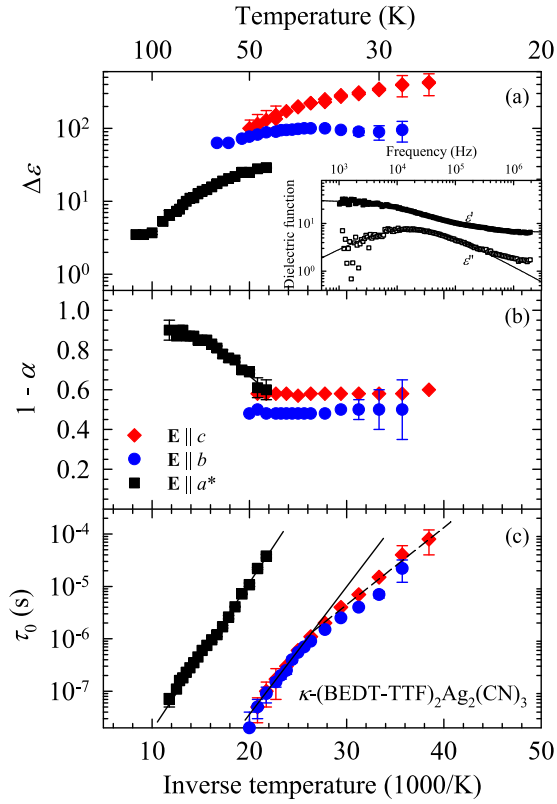 Temperature (K)
100 50 30 20
(a)
10² 
10¹
10⁰
Δε
Frequency (Hz)
10³ 10⁴ 10⁵ 10⁶
Dielectric function
10¹
10⁰
ε'
ε"
(b)
1.0
0.8
0.6
0.4
0.2
1 - α
E || c
E || b
E || a*
(c)
10⁻⁴
10⁻⁵
10⁻⁶
10⁻⁷
τ₀ (s)
κ-(BEDT-TTF)₂Ag₂(CN)₃
10 20 30 40 50
Inverse temperature (1000/K)